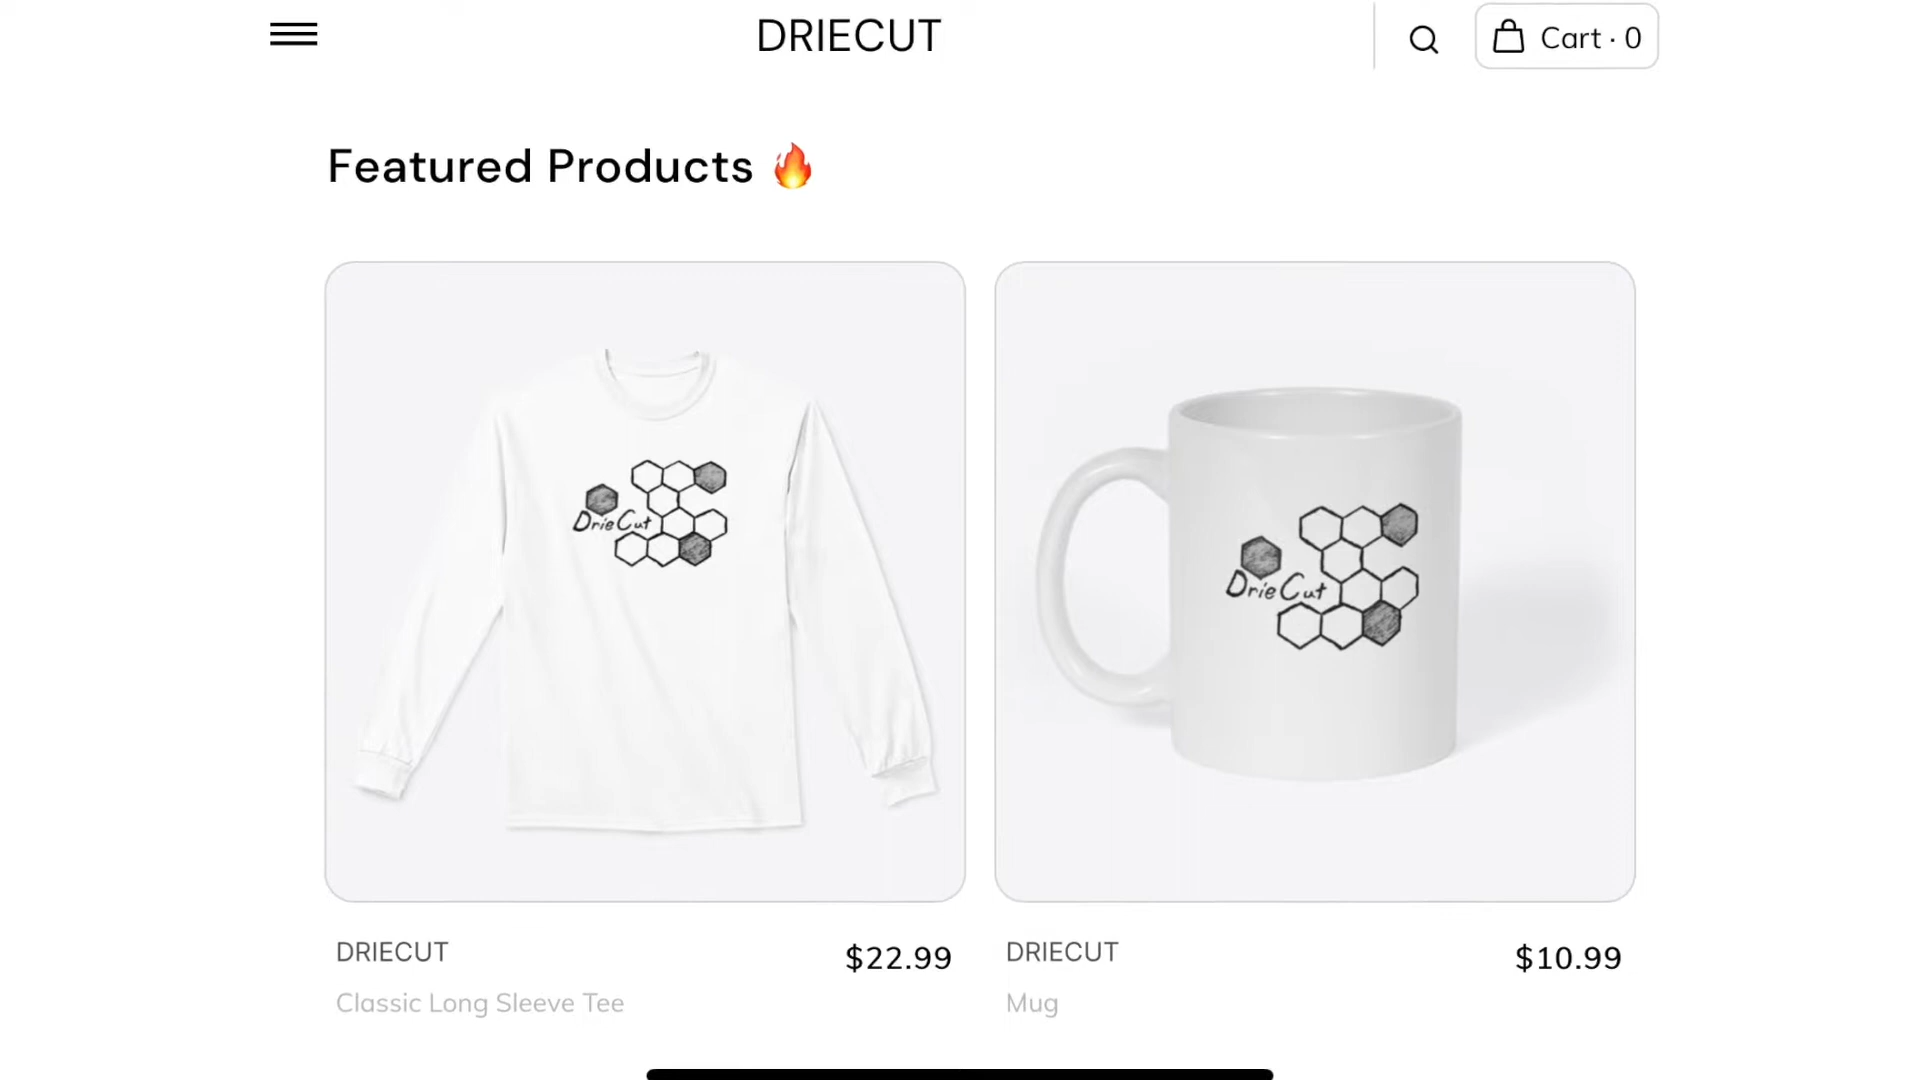 DRIECUT
Cart · 0
Featured Products 🔥
DrieCut
DrieCut
DRIECUT
$22.99
Classic Long Sleeve Tee
DRIECUT
$10.99
Mug